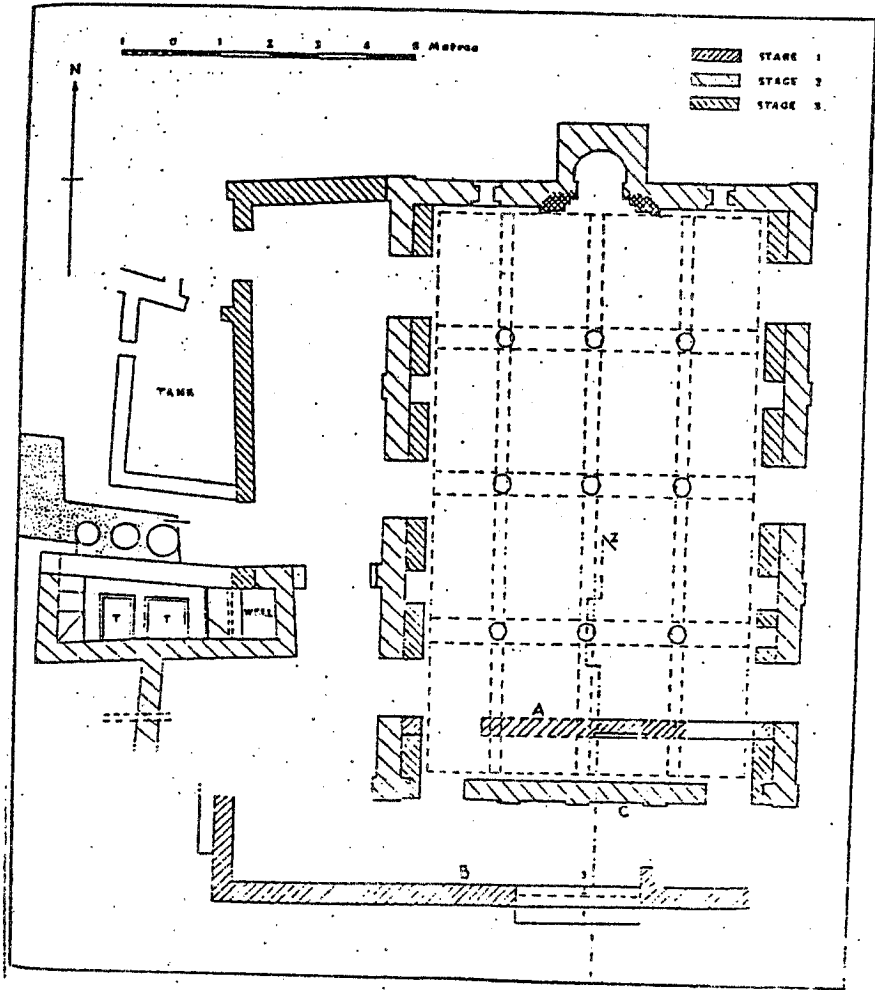 1 0 1 2 3 4 5 Metres
N
STAGE 1
STAGE 2
STAGE 3
TANK
T T WELL
A
C
B